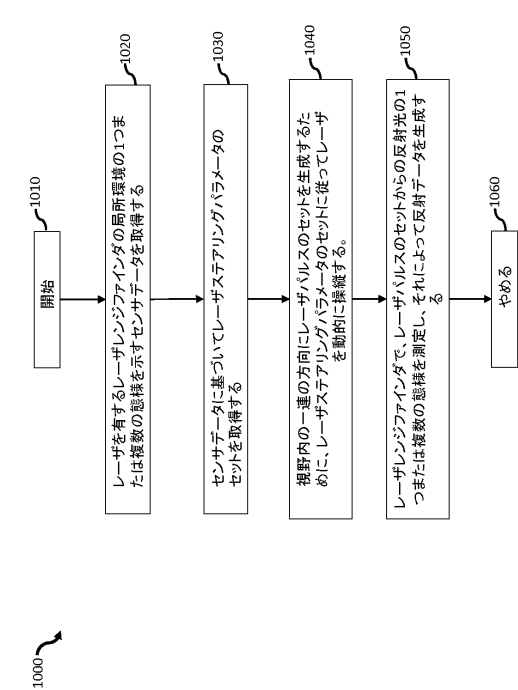 1000
1010
開始
1020
レーザを有するレーザレンジファインダの局所環境の1つま
たは複数の態様を示すセンサデータを取得する
1030
センサデータに基づいてレーザステアリングパラメータの
セットを取得する
1040
視野内の一連の方向にレーザパルスのセットを生成するた
めに、レーザステアリングパラメータのセットに従ってレーザ
を動的に操縦する。
1050
レーザレンジファインダで、レーザパルスのセットからの反射光の1
つまたは複数の態様を測定し、それによって反射データを生成す
る
1060
やめる